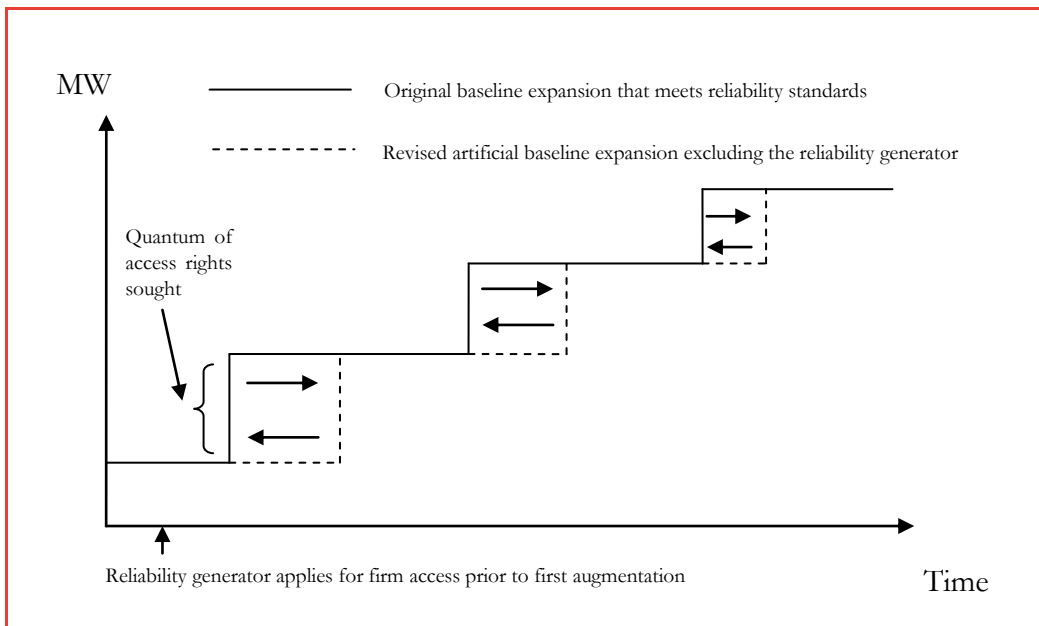 MW
Original baseline expansion that meets reliability standards
Revised artificial baseline expansion excluding the reliability generator
Quantum of
access rights
sought
Reliability generator applies for firm access prior to first augmentation
Time